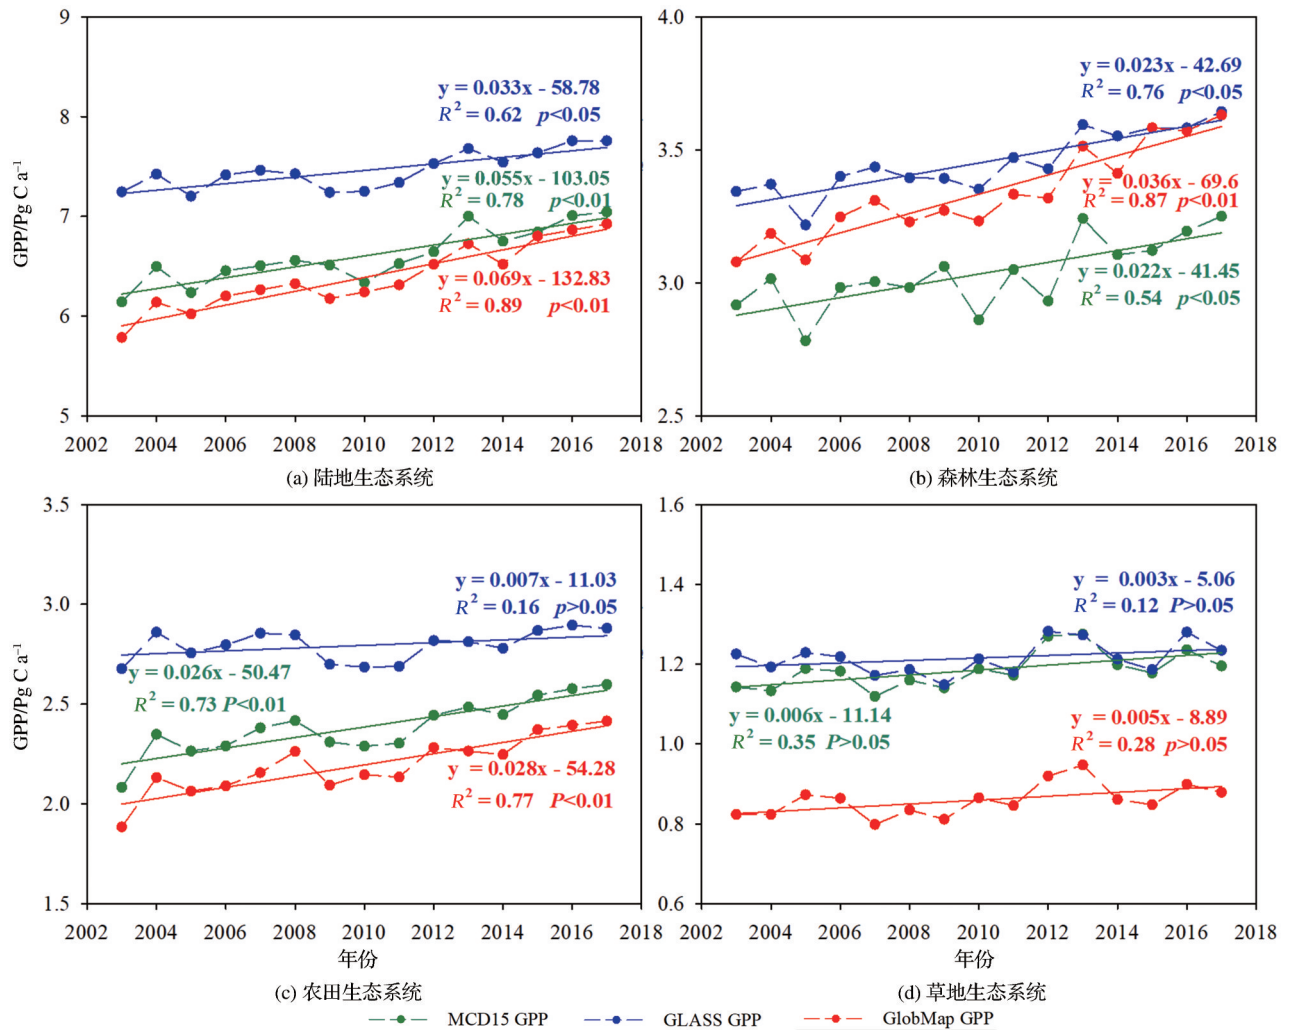 9
8
7
6
5
GPP/Pg C a⁻¹
y = 0.033x - 58.78
R² = 0.62 p<0.05
y = 0.055x - 103.05
R² = 0.78 p<0.01
y = 0.069x - 132.83
R² = 0.89 p<0.01
2002 2004 2006 2008 2010 2012 2014 2016 2018
(a) 陆地生态系统
4.0
3.5
3.0
2.5
y = 0.023x - 42.69
R² = 0.76 p<0.05
y = 0.036x - 69.6
R² = 0.87 p<0.01
y = 0.022x - 41.45
R² = 0.54 p<0.05
2002 2004 2006 2008 2010 2012 2014 2016 2018
(b) 森林生态系统
3.5
3.0
2.5
2.0
1.5
GPP/Pg C a⁻¹
y = 0.007x - 11.03
R² = 0.16 p>0.05
y = 0.026x - 50.47
R² = 0.73 P<0.01
y = 0.028x - 54.28
R² = 0.77 P<0.01
2002 2004 2006 2008 2010 2012 2014 2016 2018
年份
(c) 农田生态系统
1.6
1.4
1.2
1.0
0.8
0.6
y = 0.003x - 5.06
R² = 0.12 P>0.05
y = 0.006x - 11.14
R² = 0.35 P>0.05
y = 0.005x - 8.89
R² = 0.28 p>0.05
2002 2004 2006 2008 2010 2012 2014 2016 2018
年份
(d) 草地生态系统
MCD15 GPP GLASS GPP GlobMap GPP